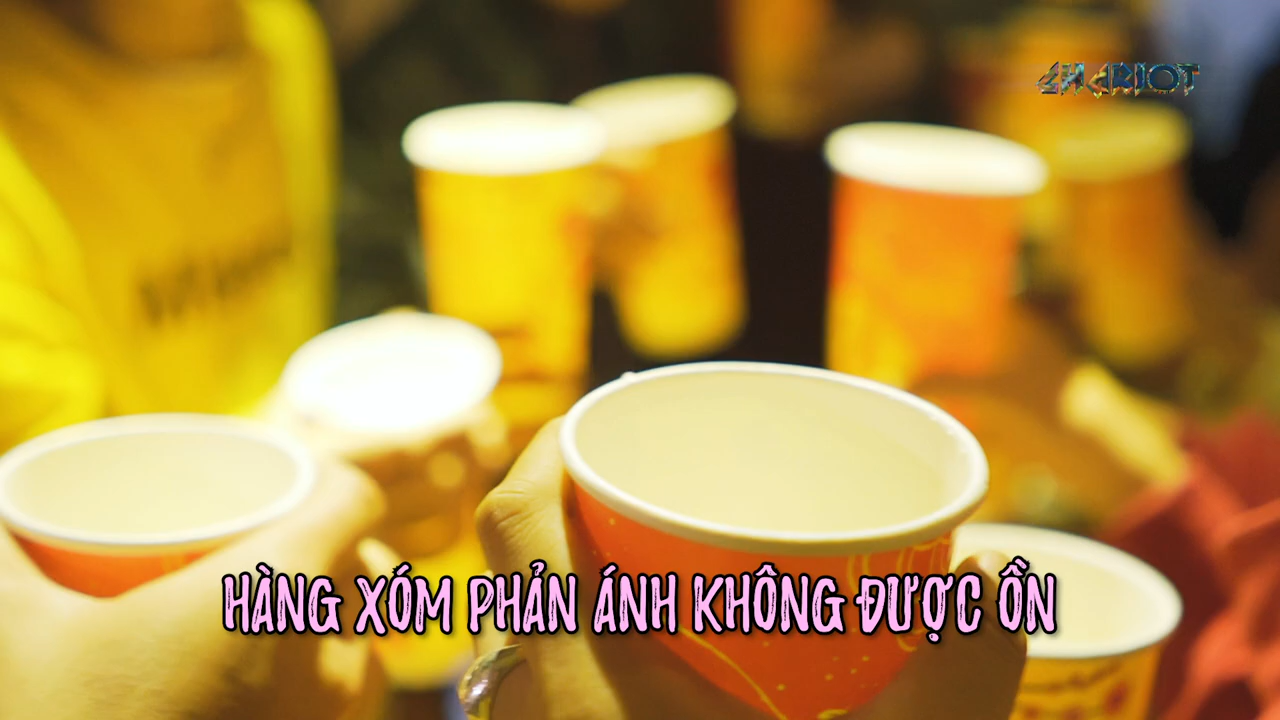 CHARIOT
HÀNG XÓM PHẢN ÁNH KHÔNG ĐƯỢC ỒN